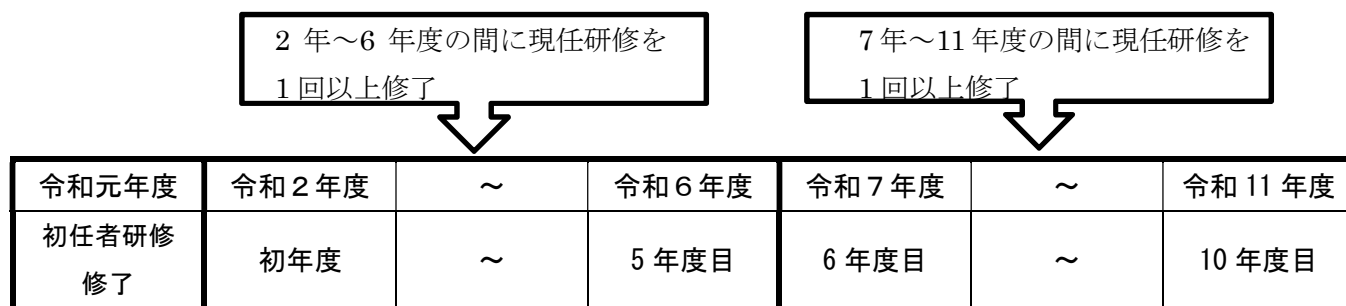 2 年~6 年度の間に現任研修を
1 回以上修了
7 年~11 年度の間に現任研修を
1 回以上修了
令和元年度 令和２年度 ~ 令和６年度 令和７年度 ~ 令和 11 年度
初任者研修
修了
初年度 ~ 5 年度目 6 年度目 ~ 10 年度目